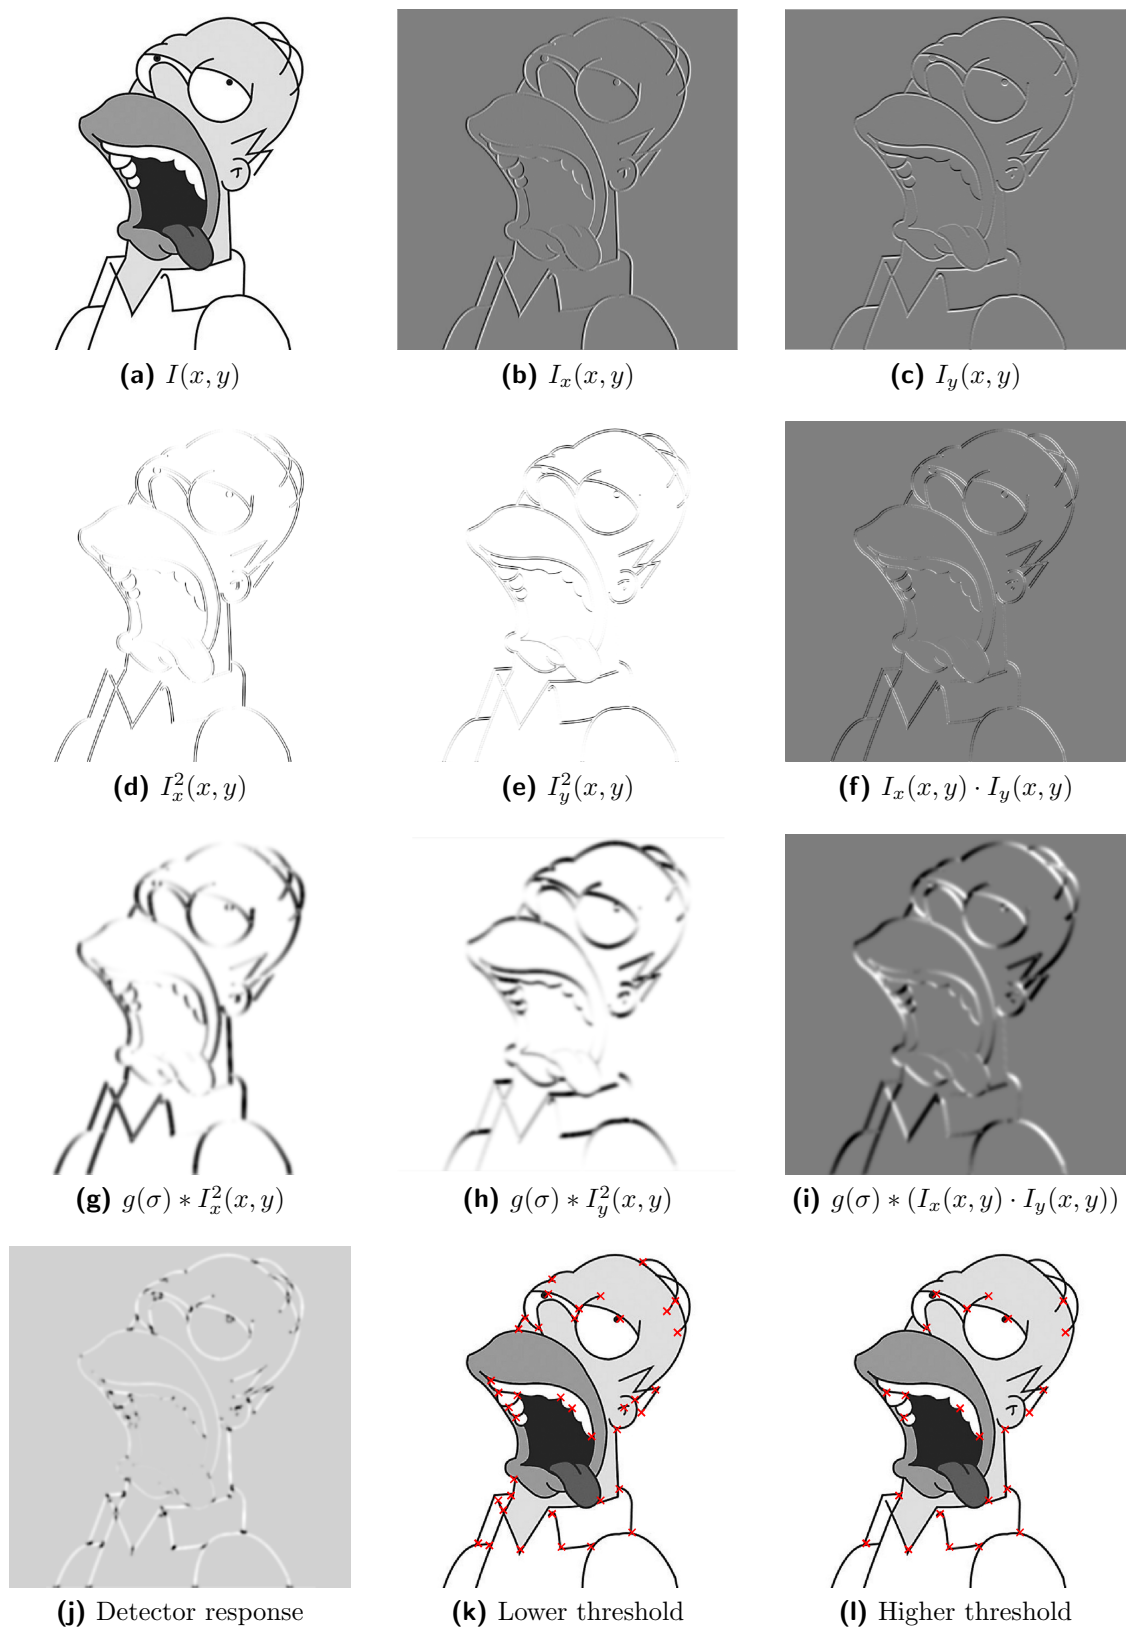 (a) I(x, y)
(b) I_x(x, y)
(c) I_y(x, y)
(d) I_x^2(x, y)
(e) I_y^2(x, y)
(f) I_x(x, y) · I_y(x, y)
(g) g(σ) ∗ I_x^2(x, y)
(h) g(σ) ∗ I_y^2(x, y)
(i) g(σ) ∗ (I_x(x, y) · I_y(x, y))
(j) Detector response
(k) Lower threshold
(l) Higher threshold